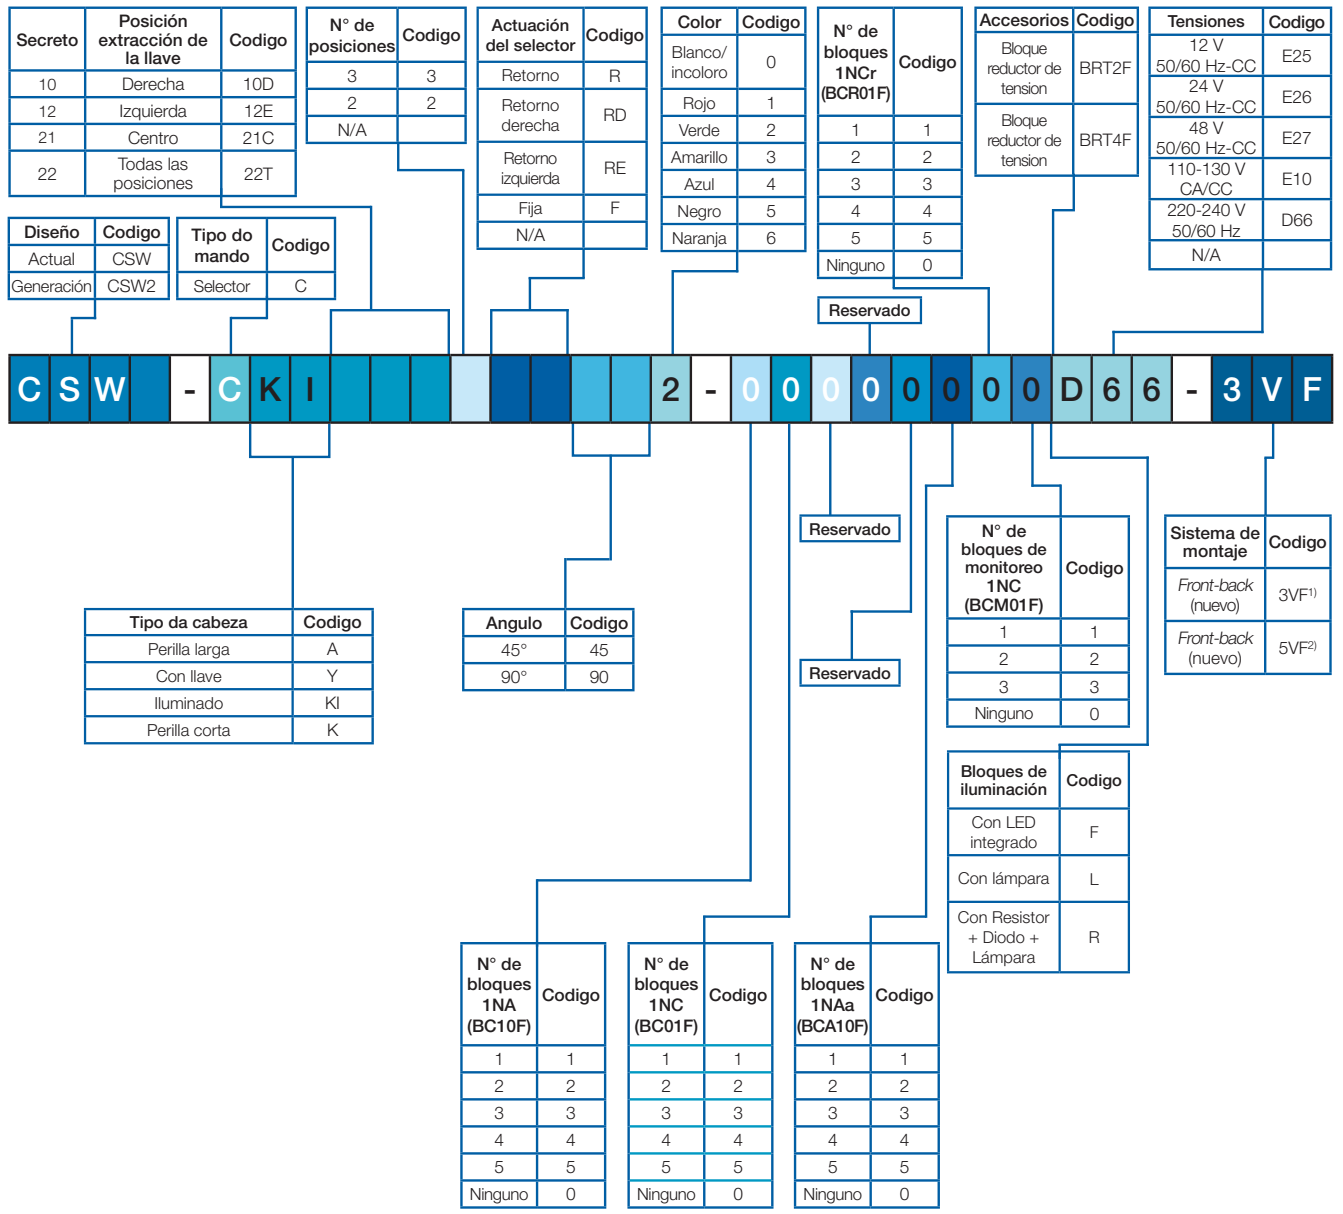 Secreto Posición extracción de la llave Codigo
10 Derecha 10D
12 Izquierda 12E
21 Centro 21C
22 Todas las posiciones 22T
N° de posiciones Codigo
3 3
2 2
N/A
Actuación del selector Codigo
Retorno R
Retorno derecha RD
Retorno izquierda RE
Fija F
N/A
Color Codigo
Blanco/incoloro 0
Rojo 1
Verde 2
Amarillo 3
Azul 4
Negro 5
Naranja 6
N° de bloques 1NCr (BCR01F) Codigo
1 1
2 2
3 3
4 4
5 5
Ninguno 0
Accesorios Codigo
Bloque reductor de tension BRT2F
Bloque reductor de tension BRT4F
Tensiones Codigo
12 V 50/60 Hz-CC E25
24 V 50/60 Hz-CC E26
48 V 50/60 Hz-CC E27
110-130 V CA/CC E10
220-240 V 50/60 Hz D66
N/A
Diseño Codigo
Actual CSW
Generación CSW2
Tipo do mando Codigo
Selector C
Reservado
C S W - C K I 2 - 0 0 0 0 0 0 0 0 D 6 6 - 3 V F
Reservado
Reservado
Tipo da cabeza Codigo
Perilla larga A
Con llave Y
Iluminado KI
Perilla corta K
Angulo Codigo
45° 45
90° 90
N° de bloques de monitoreo 1NC (BCM01F) Codigo
1 1
2 2
3 3
Ninguno 0
Sistema de montaje Codigo
Front-back (nuevo) 3VF1)
Front-back (nuevo) 5VF2)
Bloques de iluminación Codigo
Con LED integrado F
Con lámpara L
Con Resistor + Diodo + Lámpara R
N° de bloques 1NA (BC10F) Codigo
1 1
2 2
3 3
4 4
5 5
Ninguno 0
N° de bloques 1NC (BC01F) Codigo
1 1
2 2
3 3
4 4
5 5
Ninguno 0
N° de bloques 1NAa (BCA10F) Codigo
1 1
2 2
3 3
4 4
5 5
Ninguno 0